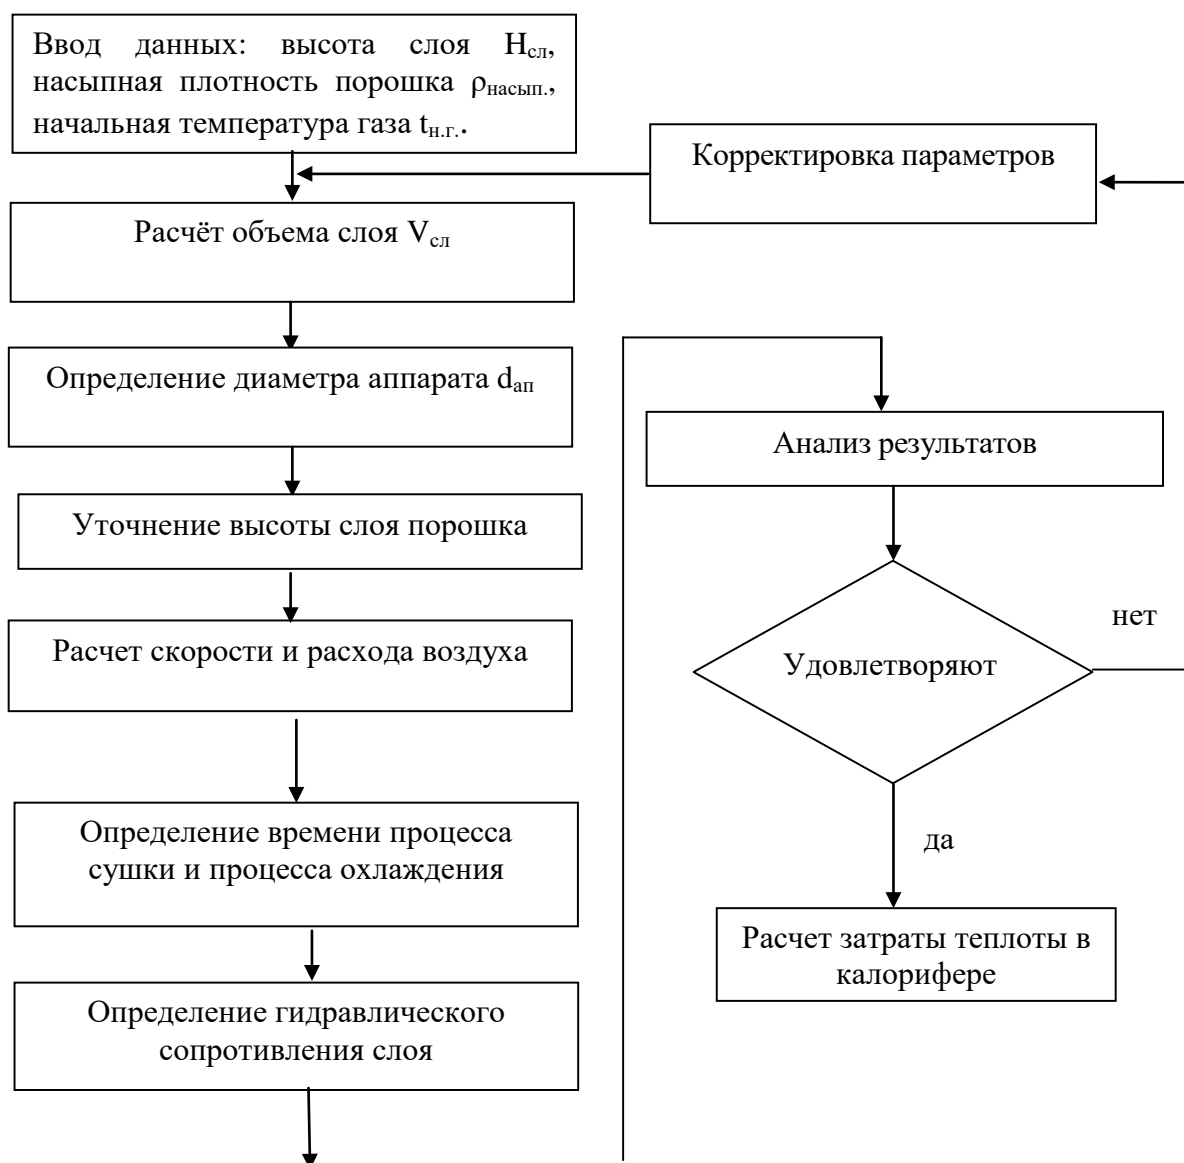 Ввод данных: высота слоя Hсл,
насыпная плотность порошка ρнасып.,
начальная температура газа tн.г..
Корректировка параметров
Расчёт объема слоя Vсл
Определение диаметра аппарата dап
Уточнение высоты слоя порошка
Расчет скорости и расхода воздуха
Определение времени процесса
сушки и процесса охлаждения
Определение гидравлического
сопротивления слоя
Анализ результатов
Удовлетворяют
нет
да
Расчет затраты теплоты в
калорифере